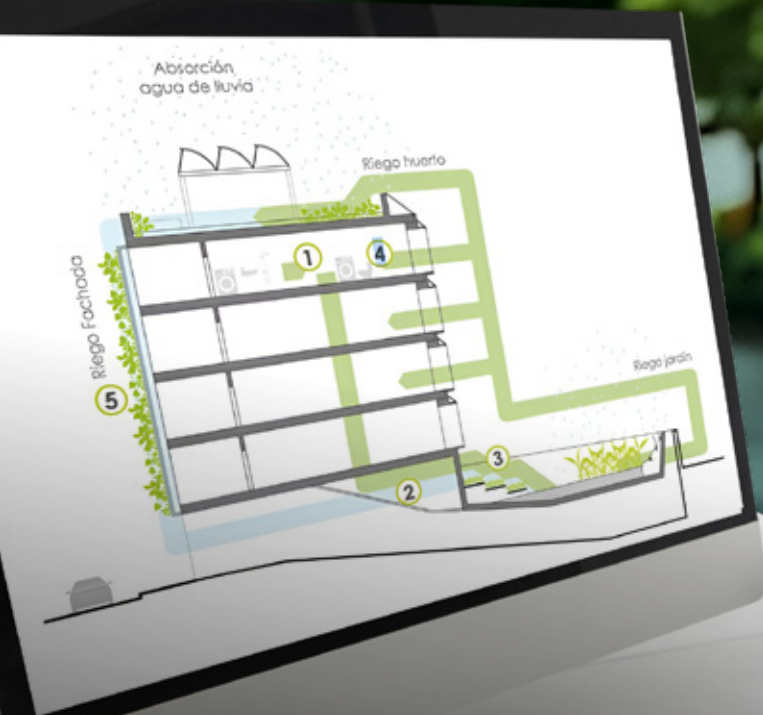 Absorción
agua de lluvia
Riego huerto
1
4
Riego Fachada
5
Riego jardín
3
2